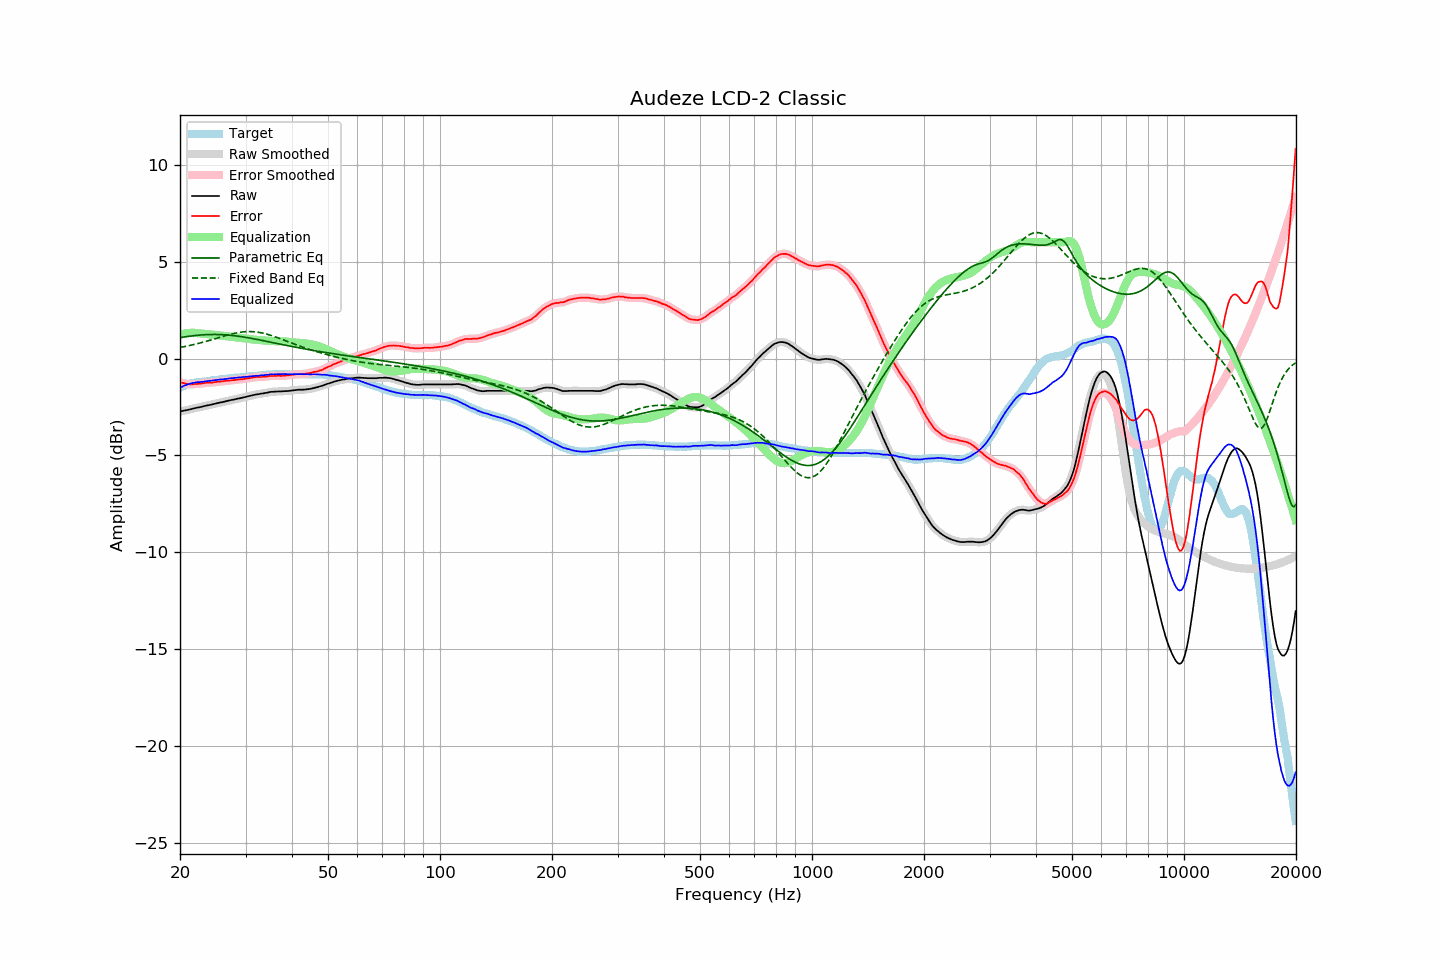 Audeze LCD-2 Classic
Target
Raw Smoothed
Error Smoothed
Raw
Error
Equalization
Parametric Eq
Fixed Band Eq
Equalized
Amplitude (dBr)
10
5
0
−5
−10
−15
−20
−25
20 50 100 200 500 1000 2000 5000 10000 20000
Frequency (Hz)